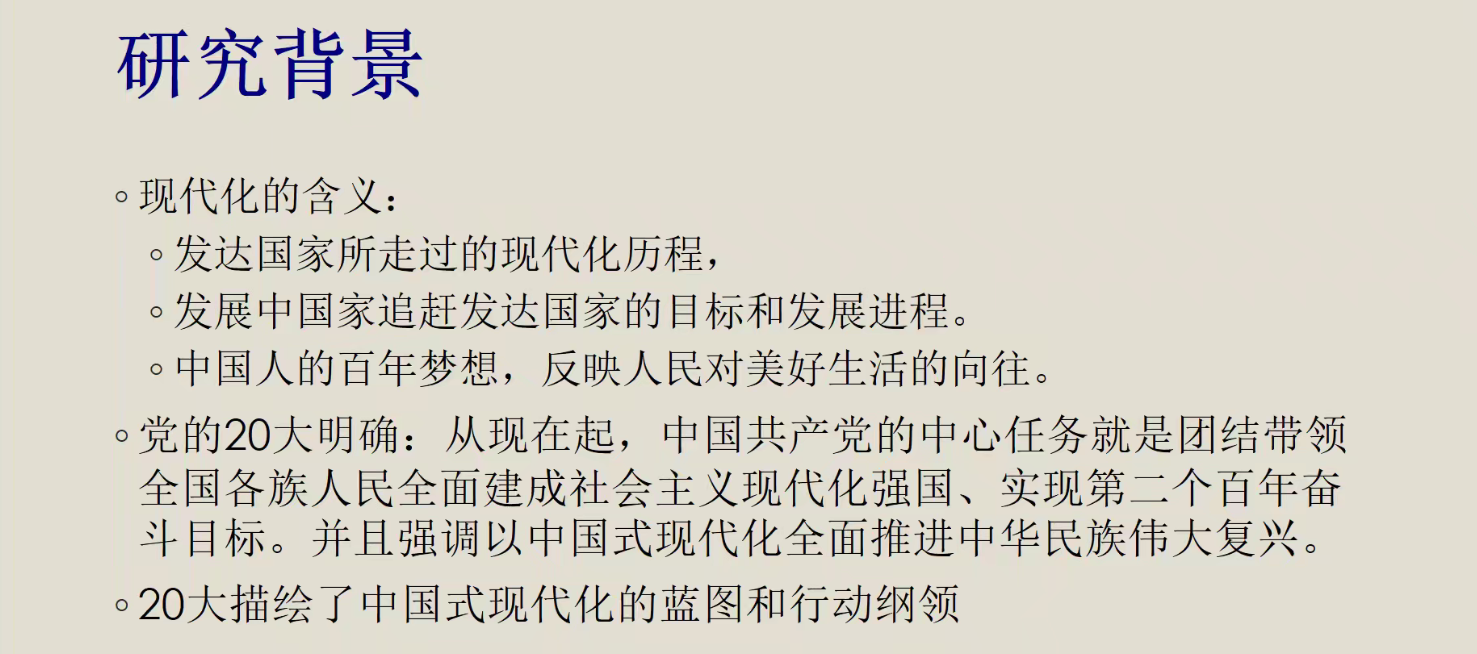 研究背景
◦现代化的含义：
◦发达国家所走过的现代化历程，
◦发展中国家追赶发达国家的目标和发展进程。
◦中国人的百年梦想，反映人民对美好生活的向往。
◦党的20大明确：从现在起，中国共产党的中心任务就是团结带领
全国各族人民全面建成社会主义现代化强国、实现第二个百年奋
斗目标。并且强调以中国式现代化全面推进中华民族伟大复兴。
◦20大描绘了中国式现代化的蓝图和行动纲领